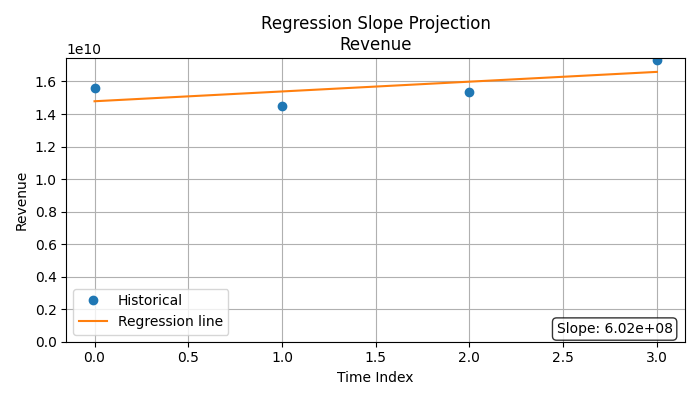 Regression Slope Projection
Revenue
1e10
1.6
1.4
1.2
1.0
0.8
0.6
0.4
0.2
0.0
Revenue
Historical
Regression line
Slope: 6.02e+08
0.0 0.5 1.0 1.5 2.0 2.5 3.0
Time Index